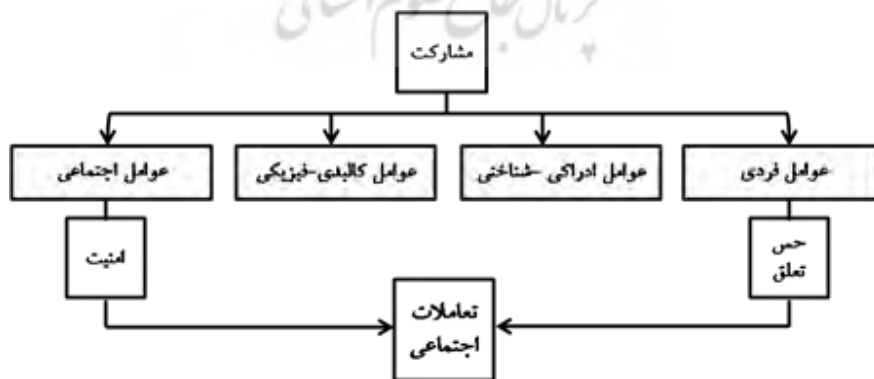 مشارکت
عوامل فردی
عوامل ادراکی -شناختی
عوامل کالبدی-فیزیکی
عوامل اجتماعی
حس
تعلق
امنیت
تعاملات
اجتماعی